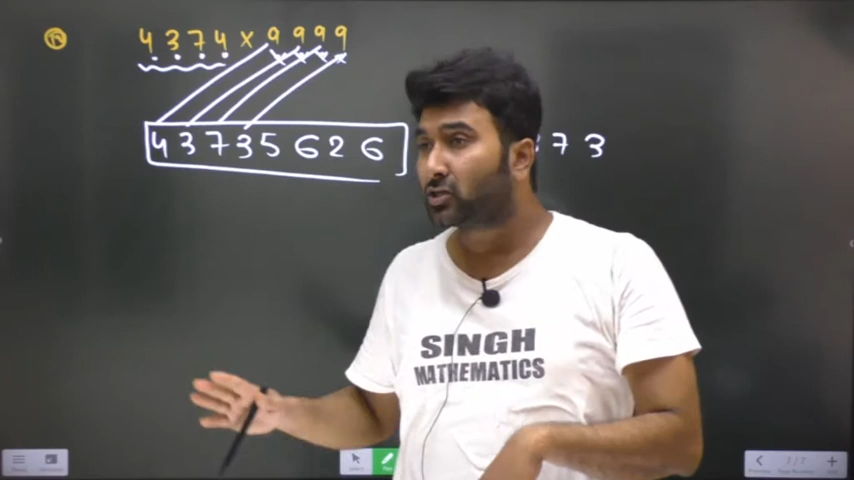 4374 × 9999
43735626
73
SINGH
MATHEMATICS